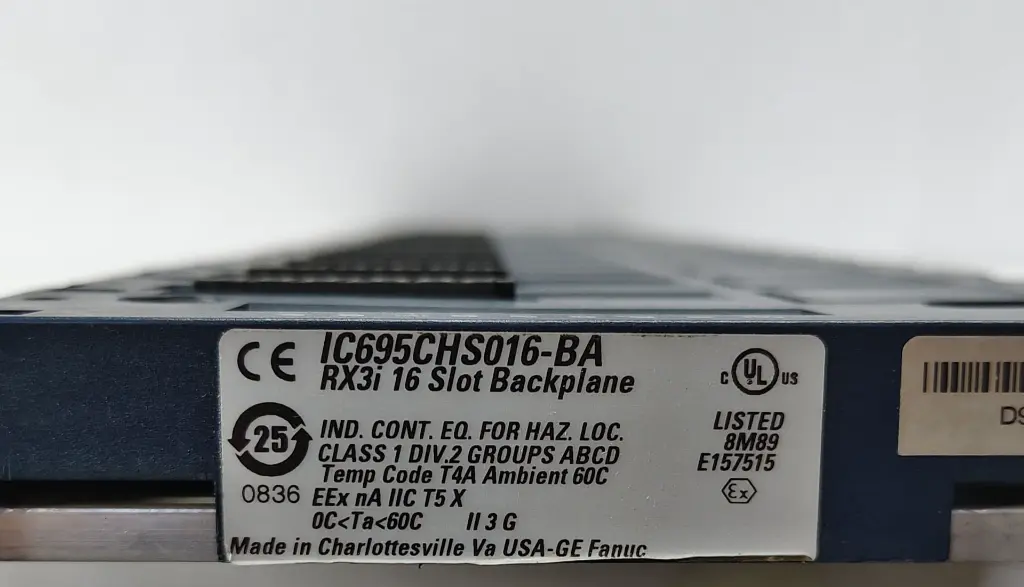 CE
IC695CHS016-BA
RX3i 16 Slot Backplane
C UL US
25
IND. CONT. EQ. FOR HAZ. LOC.
CLASS 1 DIV.2 GROUPS ABCD
Temp Code T4A Ambient 60C
LISTED
8M89
E157515
0836
EEx nA IIC T5 X
0C<Ta<60C II 3 G
Ex
Made in Charlottesville Va USA-GE Fanuc